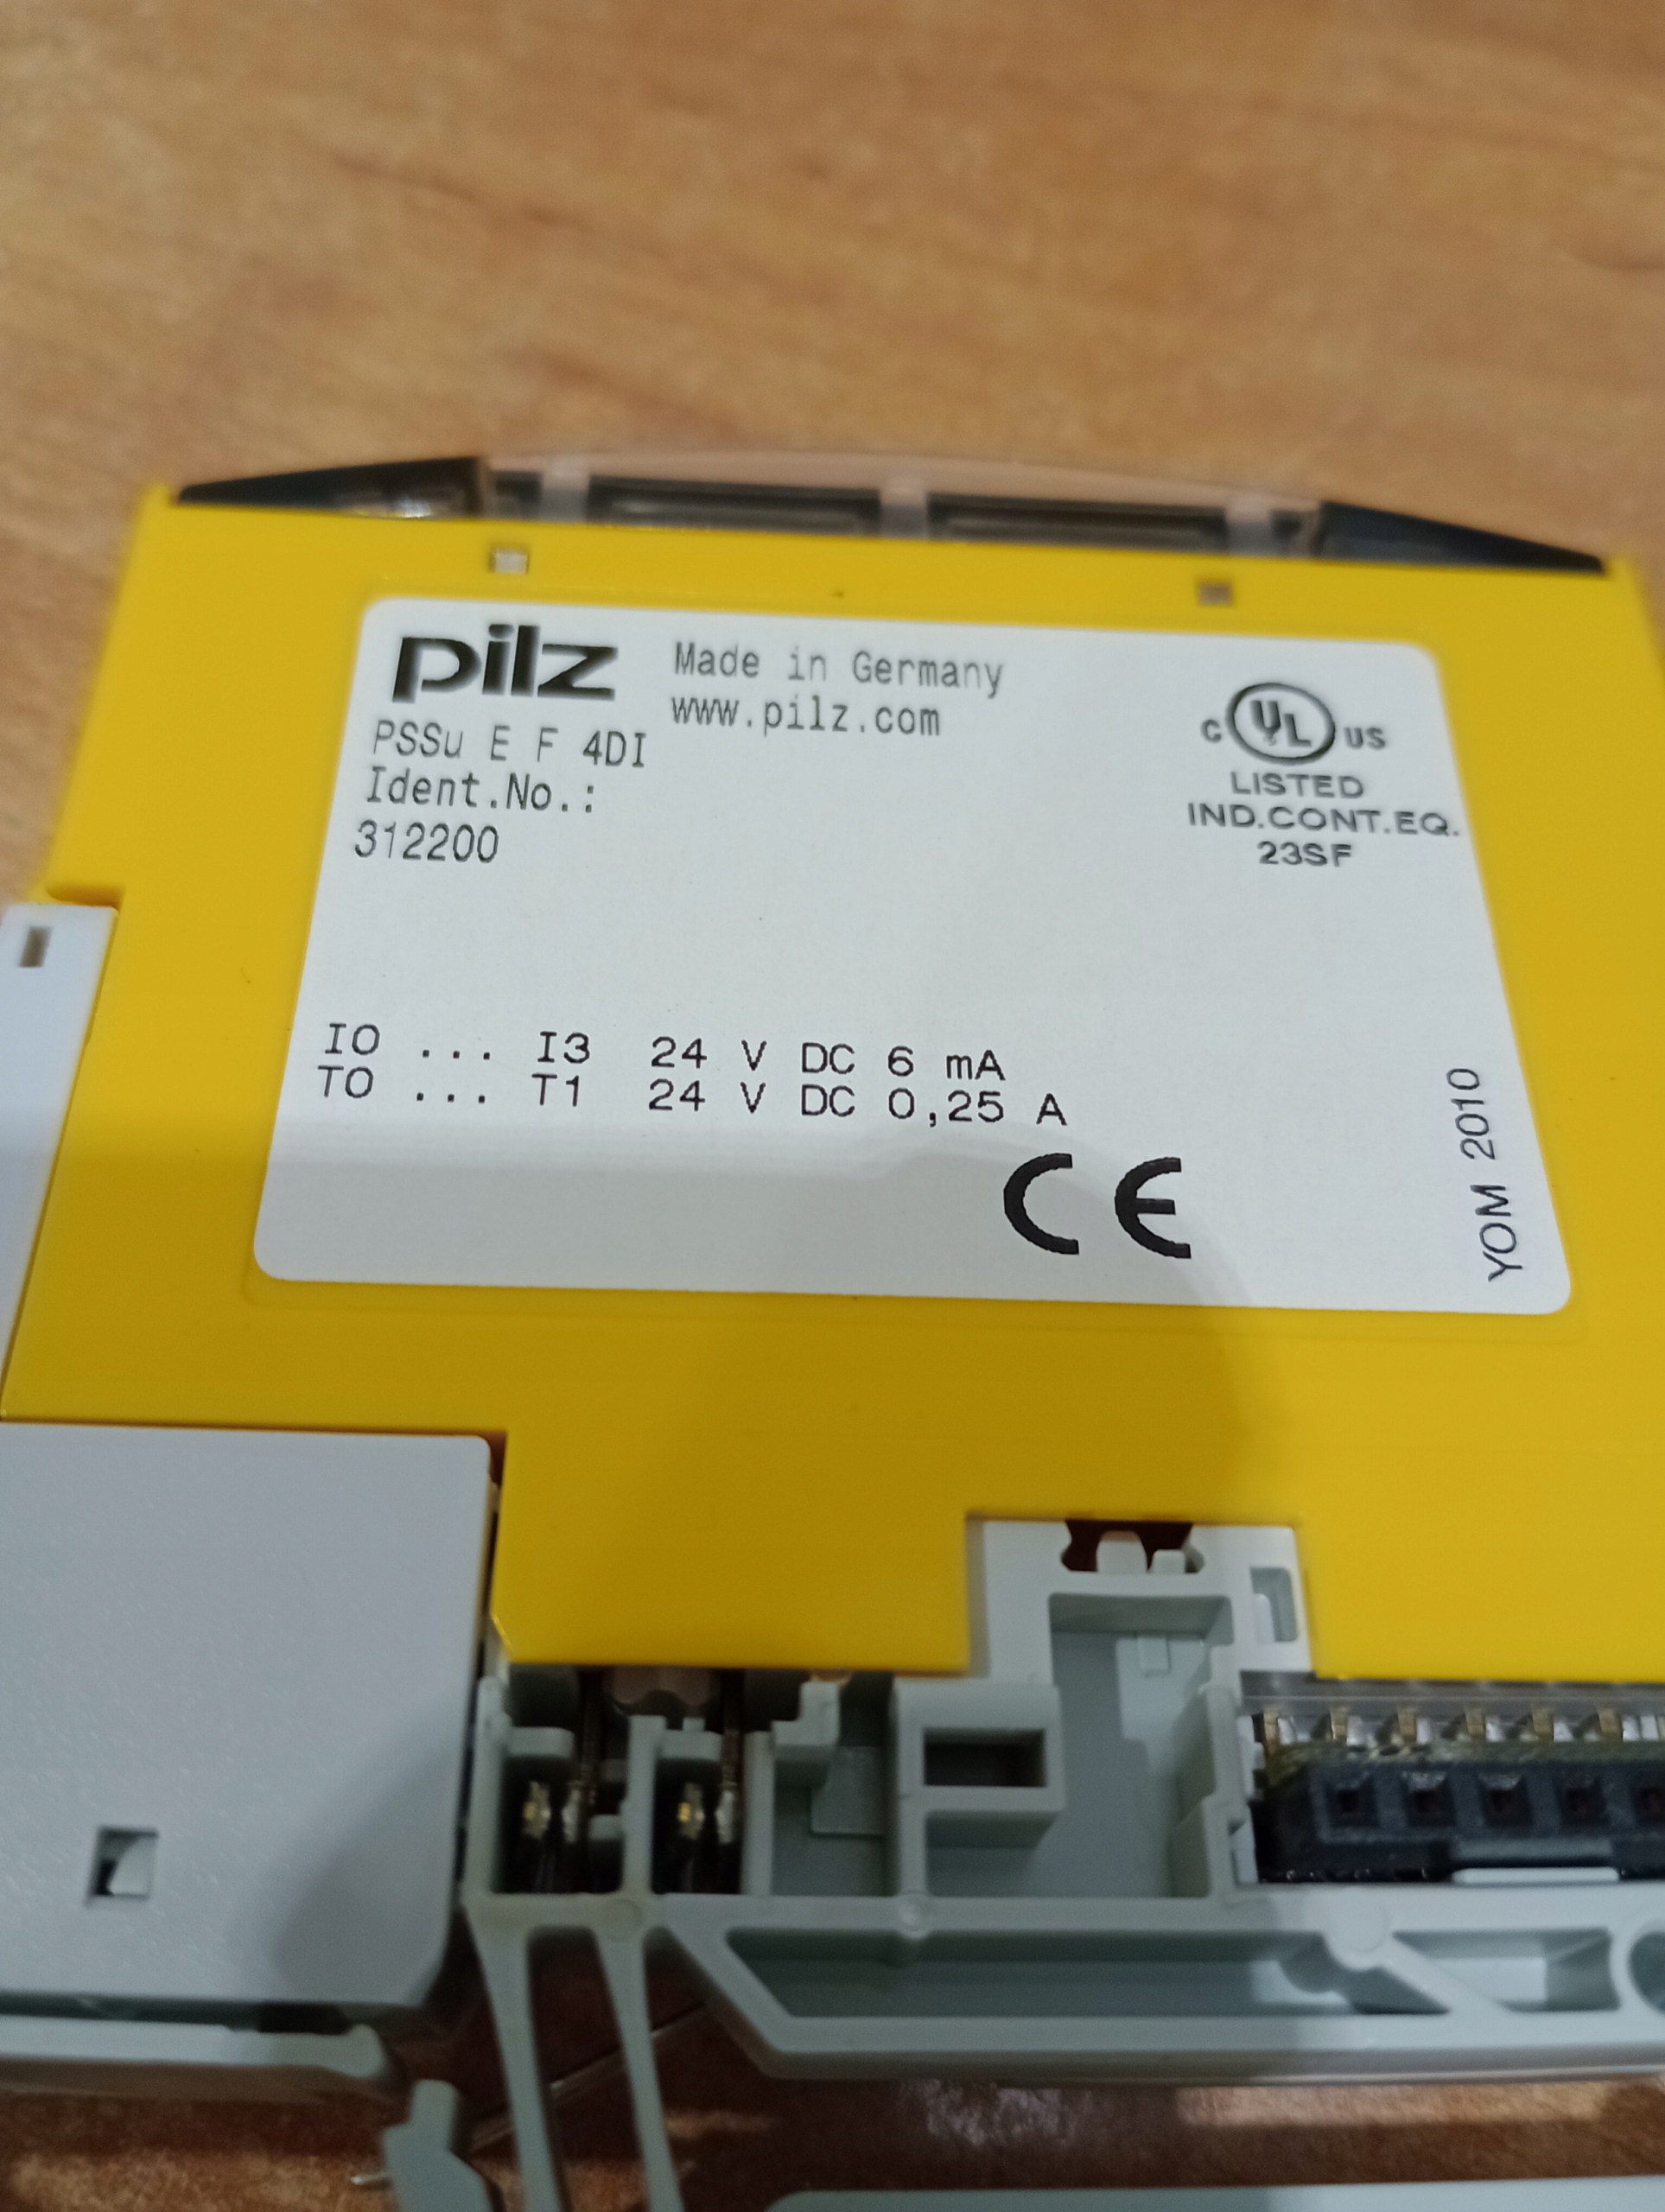 pilz
Made in Germany
www.pilz.com
PSSu E F 4DI
Ident.No.:
312200
C UL US
LISTED
IND.CONT.EQ.
23SF
I0 ... I3 24 V DC 6 mA
T0 ... T1 24 V DC 0,25 A
CE
YOM 2010